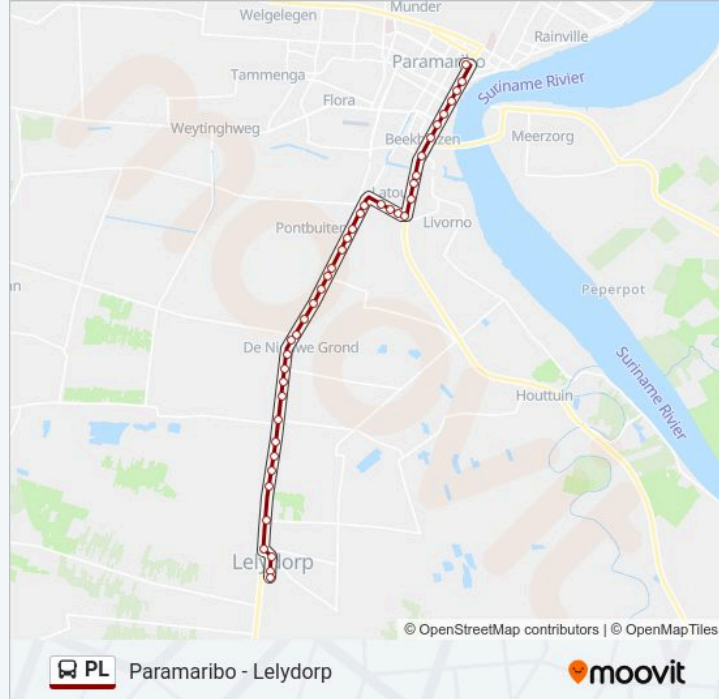 Munder
Welgelegen
Rainville
Paramaribo
Tammenga
Suriname Rivier
Flora
Weytinghweg
Beekhuizen
Meerzorg
Latour
Livorno
Pontbuiten
an
Peperpot
De Nieuwe Grond
Suriname Rivier
Houttuin
Lelydorp
© OpenStreetMap contributors | © OpenMapTiles
PL Paramaribo - Lelydorp
moovit